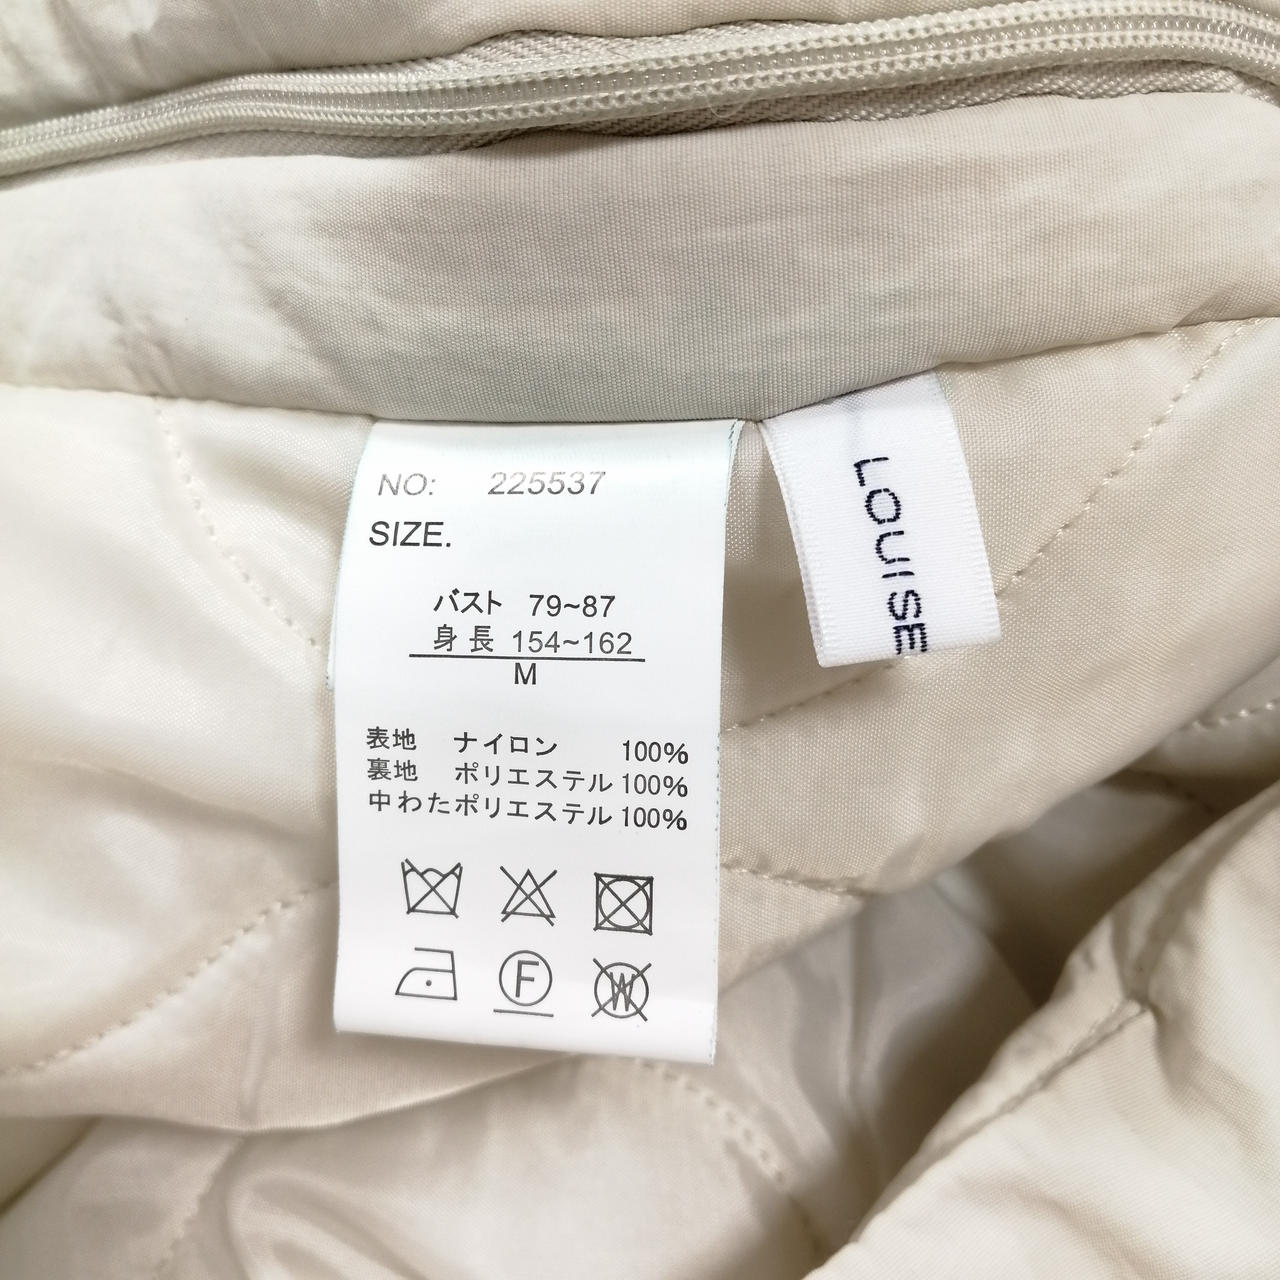 NO: 225537
SIZE.
バスト 79~87
身長 154~162
M
表地 ナイロン 100%
裏地 ポリエステル 100%
中わた ポリエステル 100%
F
W
LOUISE